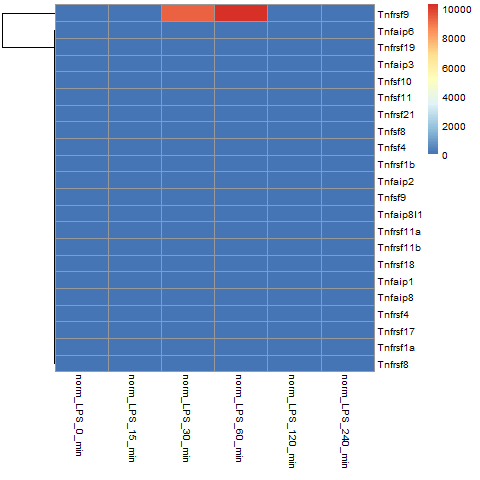 10000
8000
6000
4000
2000
0
Tnfrsf9
Tnfaip6
Tnfrsf19
Tnfaip3
Tnfsf10
Tnfsf11
Tnfrsf21
Tnfsf8
Tnfsf4
Tnfrsf1b
Tnfaip2
Tnfsf9
Tnfaip8l1
Tnfrsf11a
Tnfrsf11b
Tnfrsf18
Tnfaip1
Tnfaip8
Tnfrsf4
Tnfrsf17
Tnfrsf1a
Tnfrsf8
norm_LPS_0_min
norm_LPS_15_min
norm_LPS_30_min
norm_LPS_60_min
norm_LPS_120_min
norm_LPS_240_min